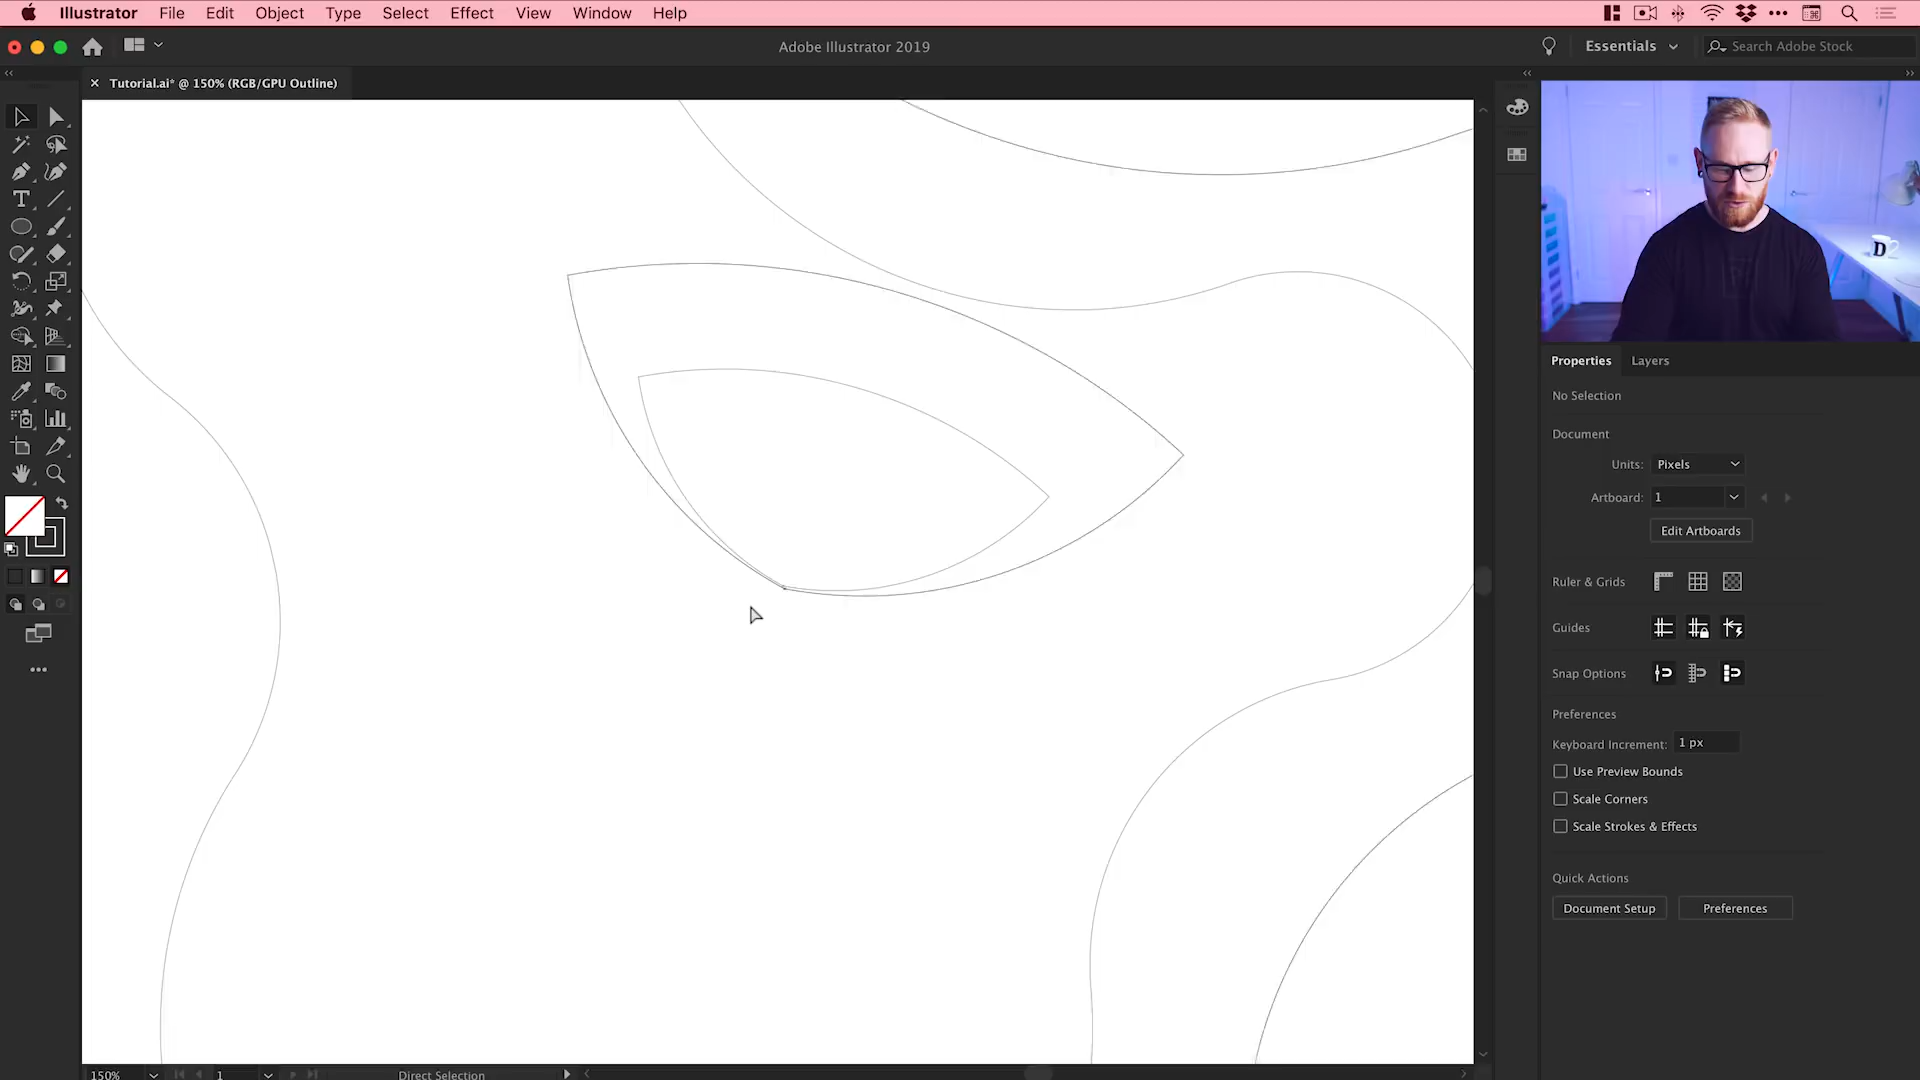 Illustrator File Edit Object Type Select Effect View Window Help
Adobe Illustrator 2019
Essentials
Search Adobe Stock
× Tutorial.ai* @ 150% (RGB/GPU Outline)
D
Properties Layers
No Selection
Document
Units: Pixels
Artboard: 1
Edit Artboards
Ruler & Grids
Guides
Snap Options
Preferences
Keyboard Increment: 1 px
Use Preview Bounds
Scale Corners
Scale Strokes & Effects
Quick Actions
Document Setup Preferences
150% 1 Direct Selection